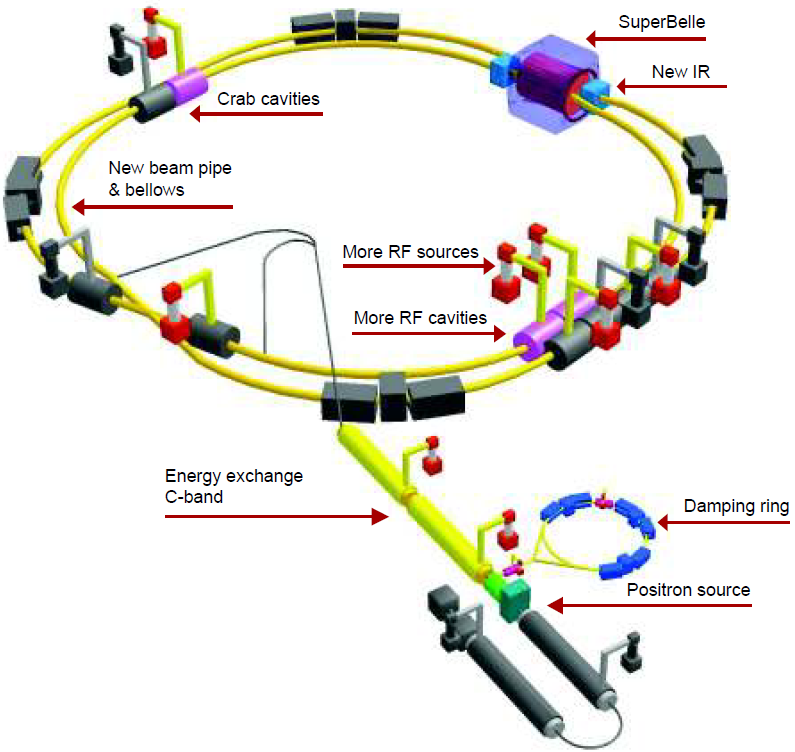 SuperBelle
New IR
Crab cavities
New beam pipe
& bellows
More RF sources
More RF cavities
Energy exchange
C-band
Damping ring
Positron source